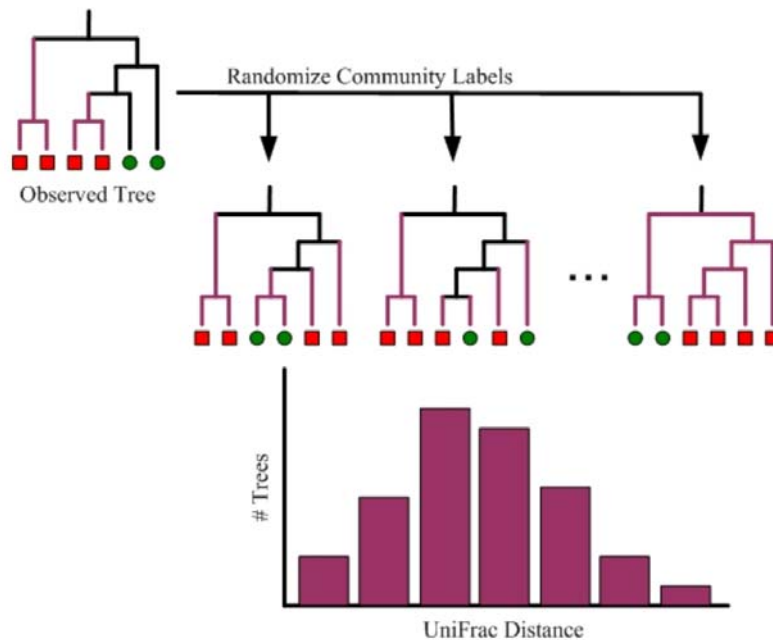 Randomize Community Labels
Observed Tree
...
# Trees
UniFrac Distance